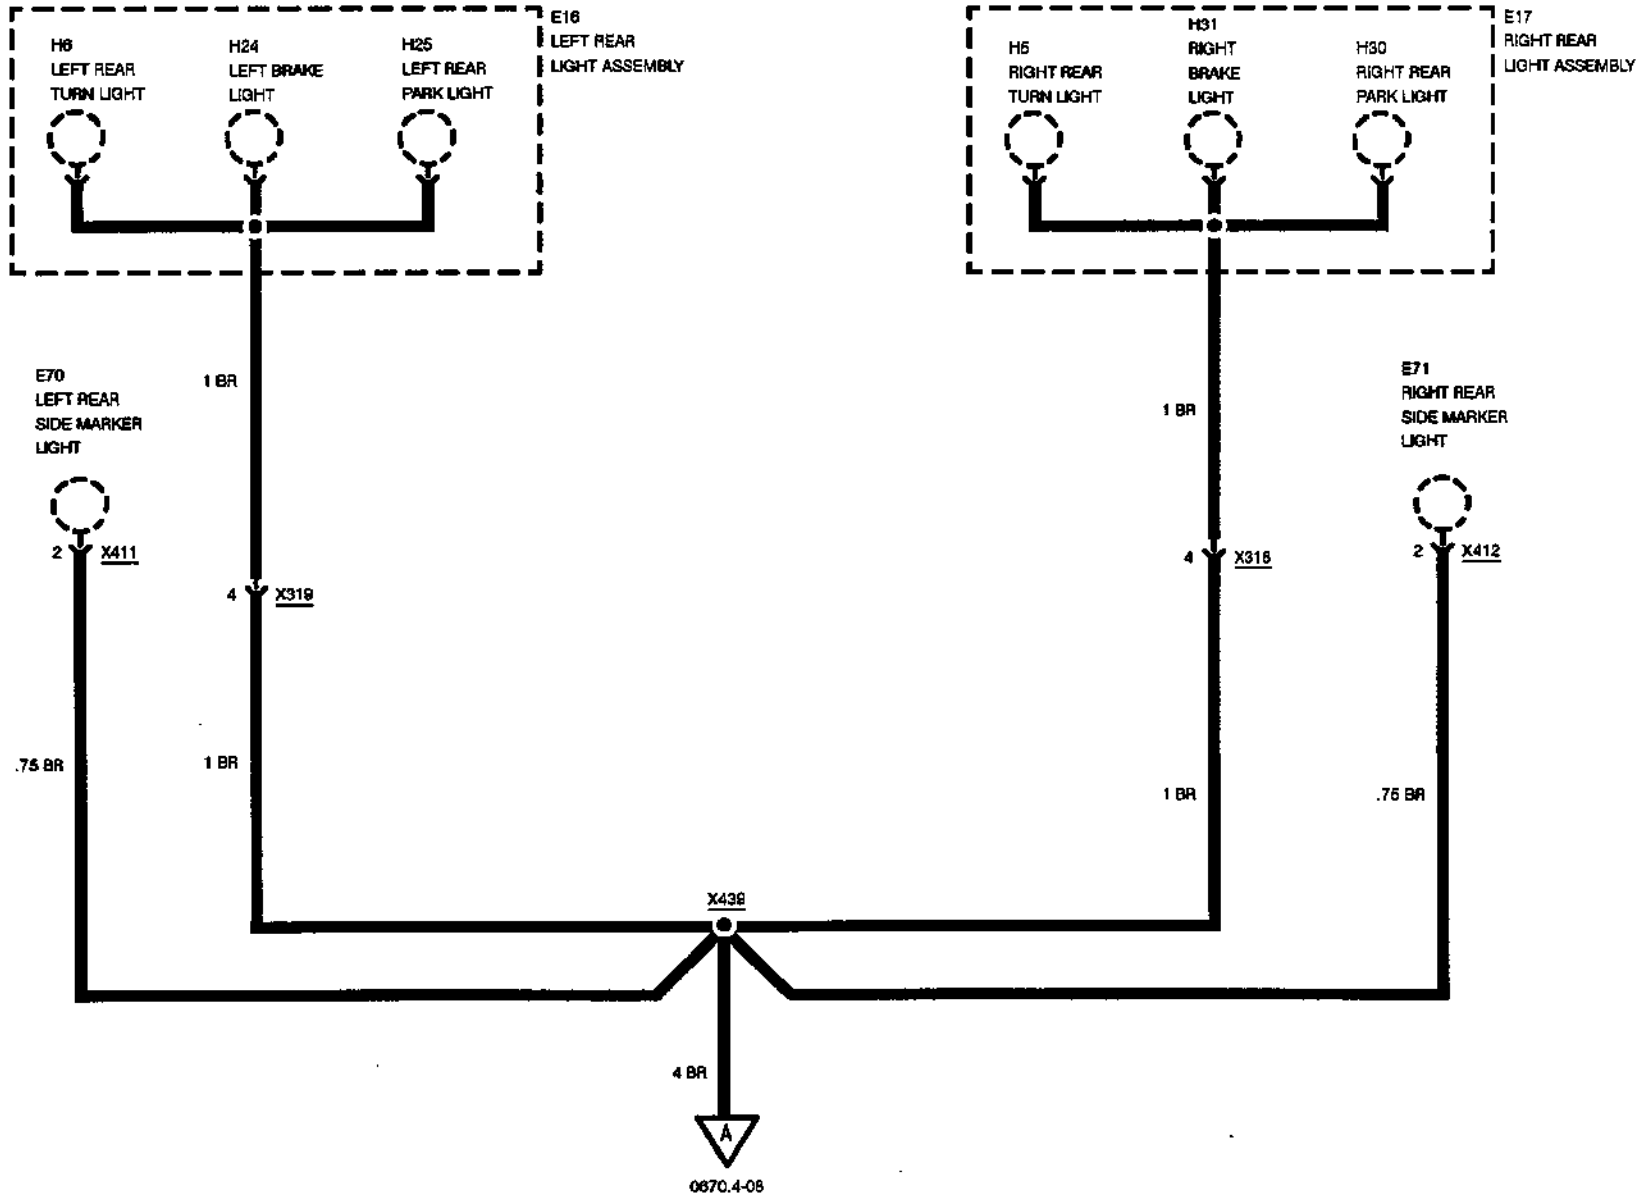 E16
LEFT REAR
LIGHT ASSEMBLY
H6
LEFT REAR
TURN LIGHT
H24
LEFT BRAKE
LIGHT
H25
LEFT REAR
PARK LIGHT
E17
RIGHT REAR
LIGHT ASSEMBLY
H5
RIGHT REAR
TURN LIGHT
H31
RIGHT
BRAKE
LIGHT
H30
RIGHT REAR
PARK LIGHT
E70
LEFT REAR
SIDE MARKER
LIGHT
1 BR
1 BR
E71
RIGHT REAR
SIDE MARKER
LIGHT
2 X411
4 X319
4 X318
2 X412
.75 BR
1 BR
1 BR
.75 BR
X439
4 BR
A
0670.4-08